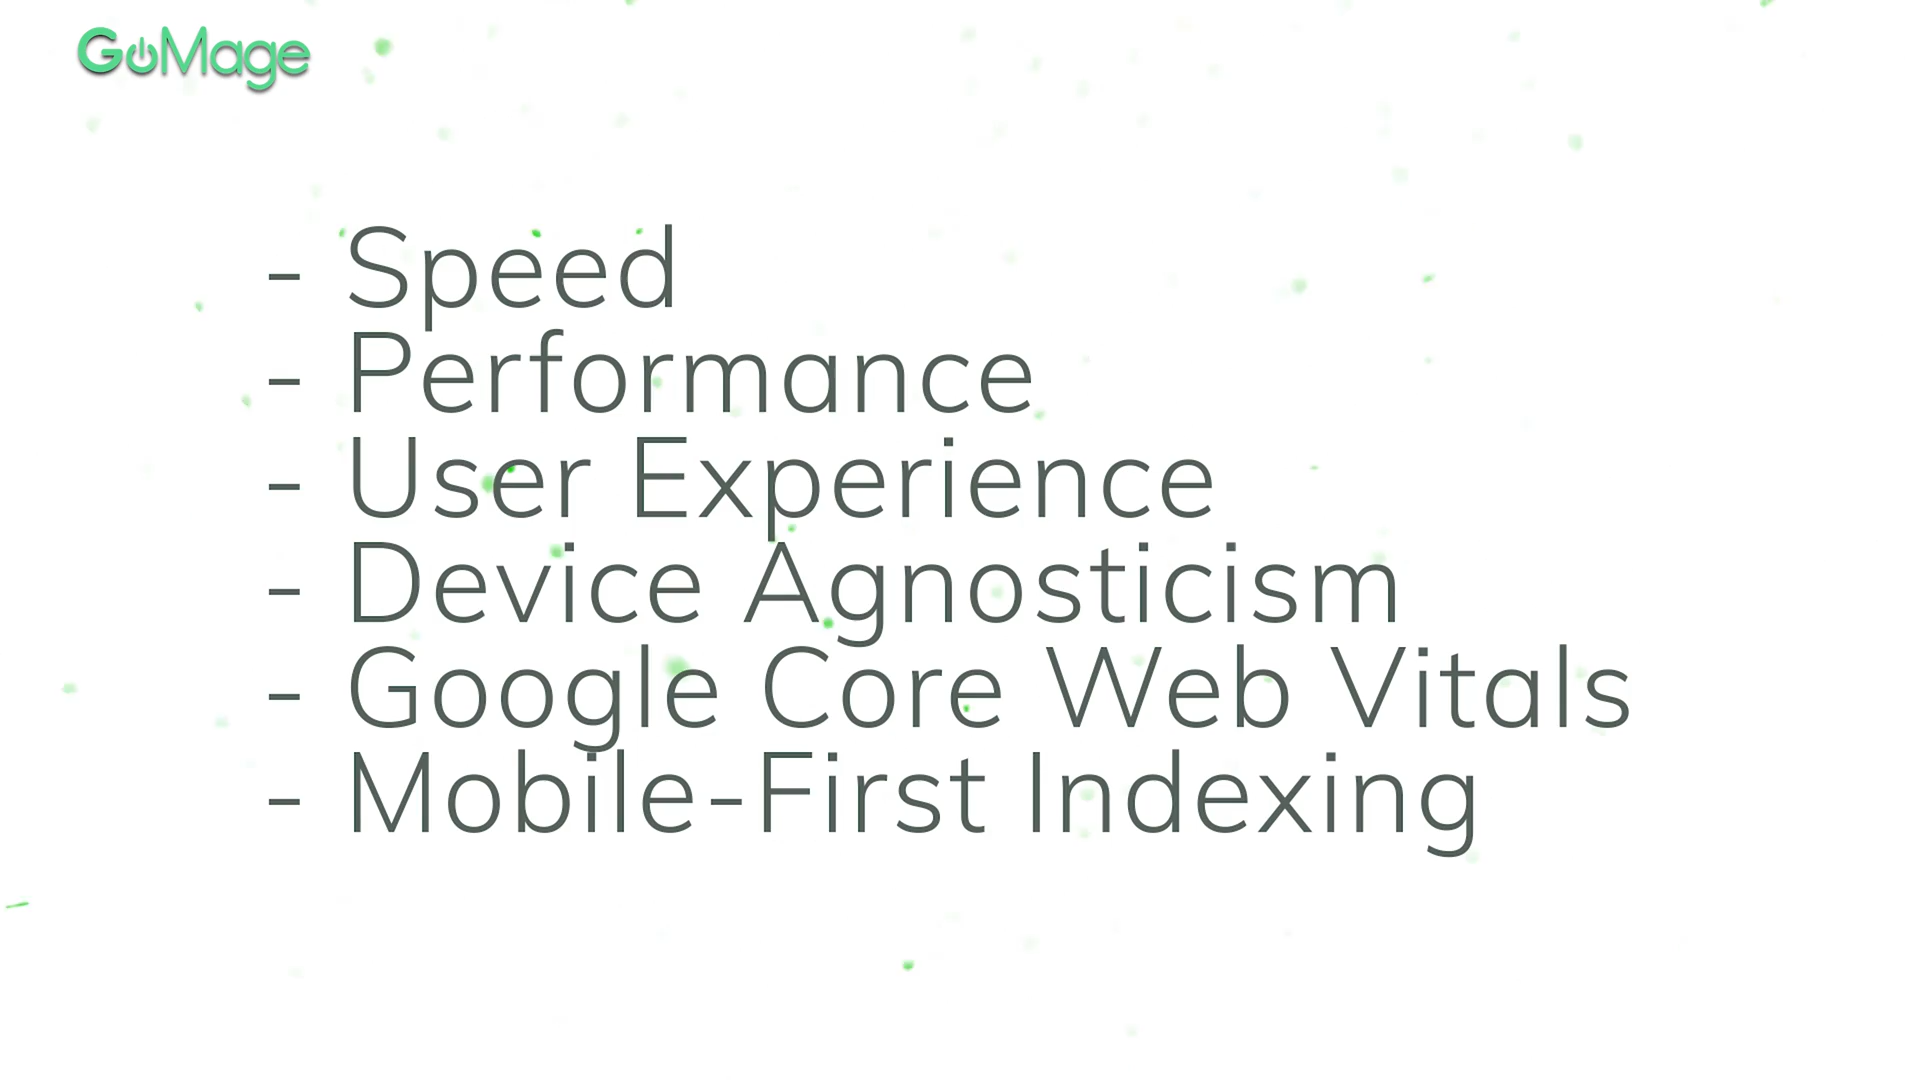 GoMage
- Speed
- Performance
- User Experience
- Device Agnosticism
- Google Core Web Vitals
- Mobile-First Indexing